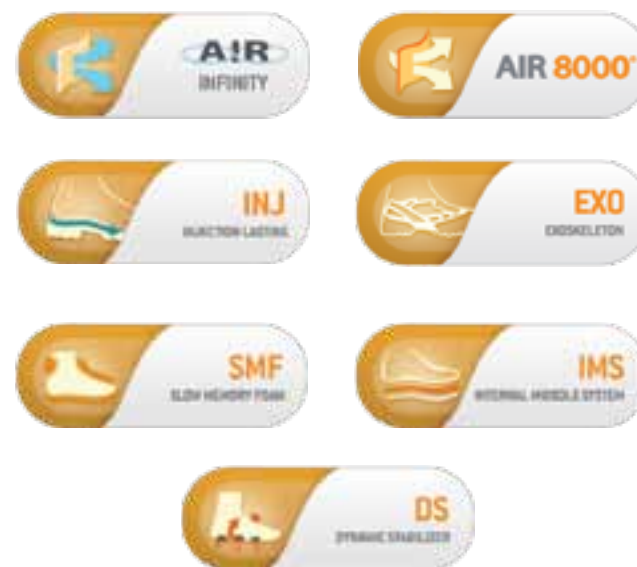 A!R
INFINITY
AIR 8000
INJ
INJECTION LASTING
EXO
EXOSKELETON
SMF
SLOW MEMORY FOAM
IMS
INTERNAL MIDSOLE SYSTEM
DS
DYNAMIC STABILIZER